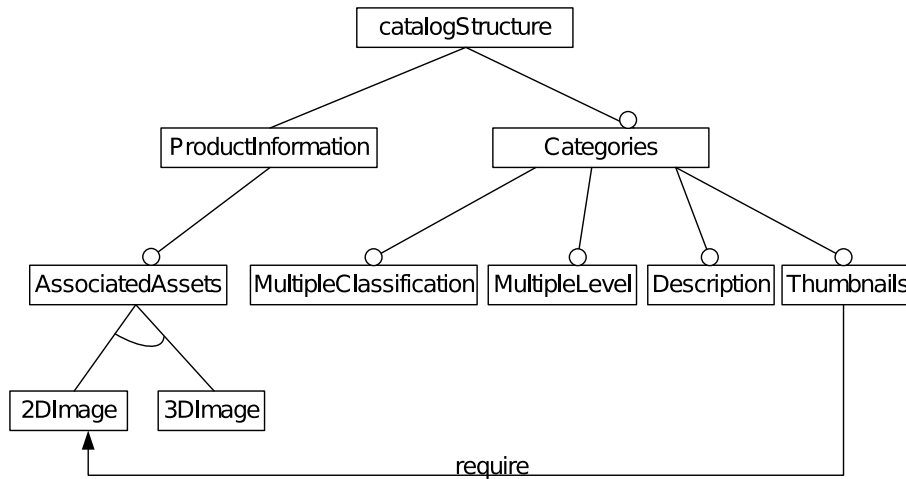 catalogStructure
ProductInformation
Categories
AssociatedAssets
MultipleClassification
MultipleLevel
Description
Thumbnails
2DImage
3DImage
require